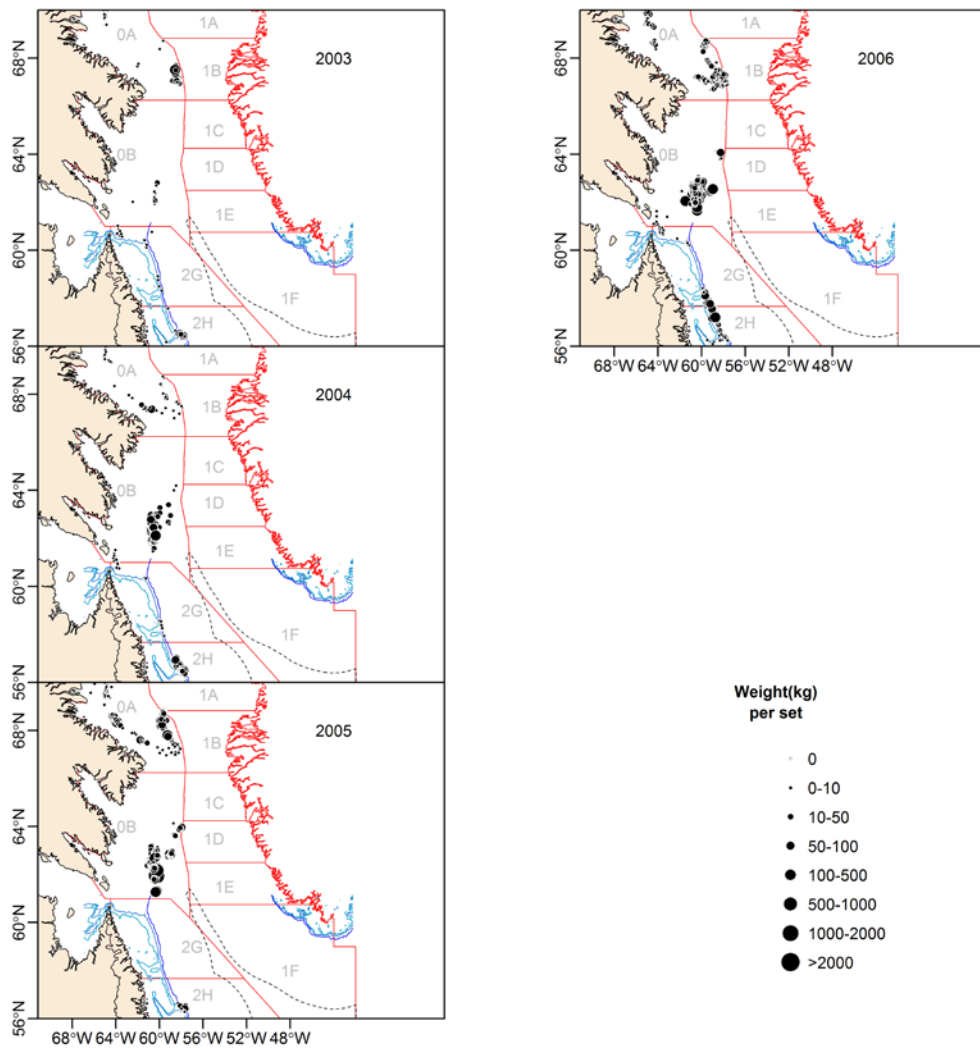 68°N
64°N
60°N
56°N
0A
0B
1A
1B
1C
1D
1E
1F
2G
2H
2003
68°N
64°N
60°N
56°N
0A
0B
1A
1B
1C
1D
1E
1F
2G
2H
2004
68°N
64°N
60°N
56°N
0A
0B
1A
1B
1C
1D
1E
1F
2G
2H
2005
68°W 64°W 60°W 56°W 52°W 48°W
68°N
64°N
60°N
56°N
0A
0B
1A
1B
1C
1D
1E
1F
2G
2H
2006
68°W 64°W 60°W 56°W 52°W 48°W
Weight(kg)
per set
0
0-10
10-50
50-100
100-500
500-1000
1000-2000
>2000